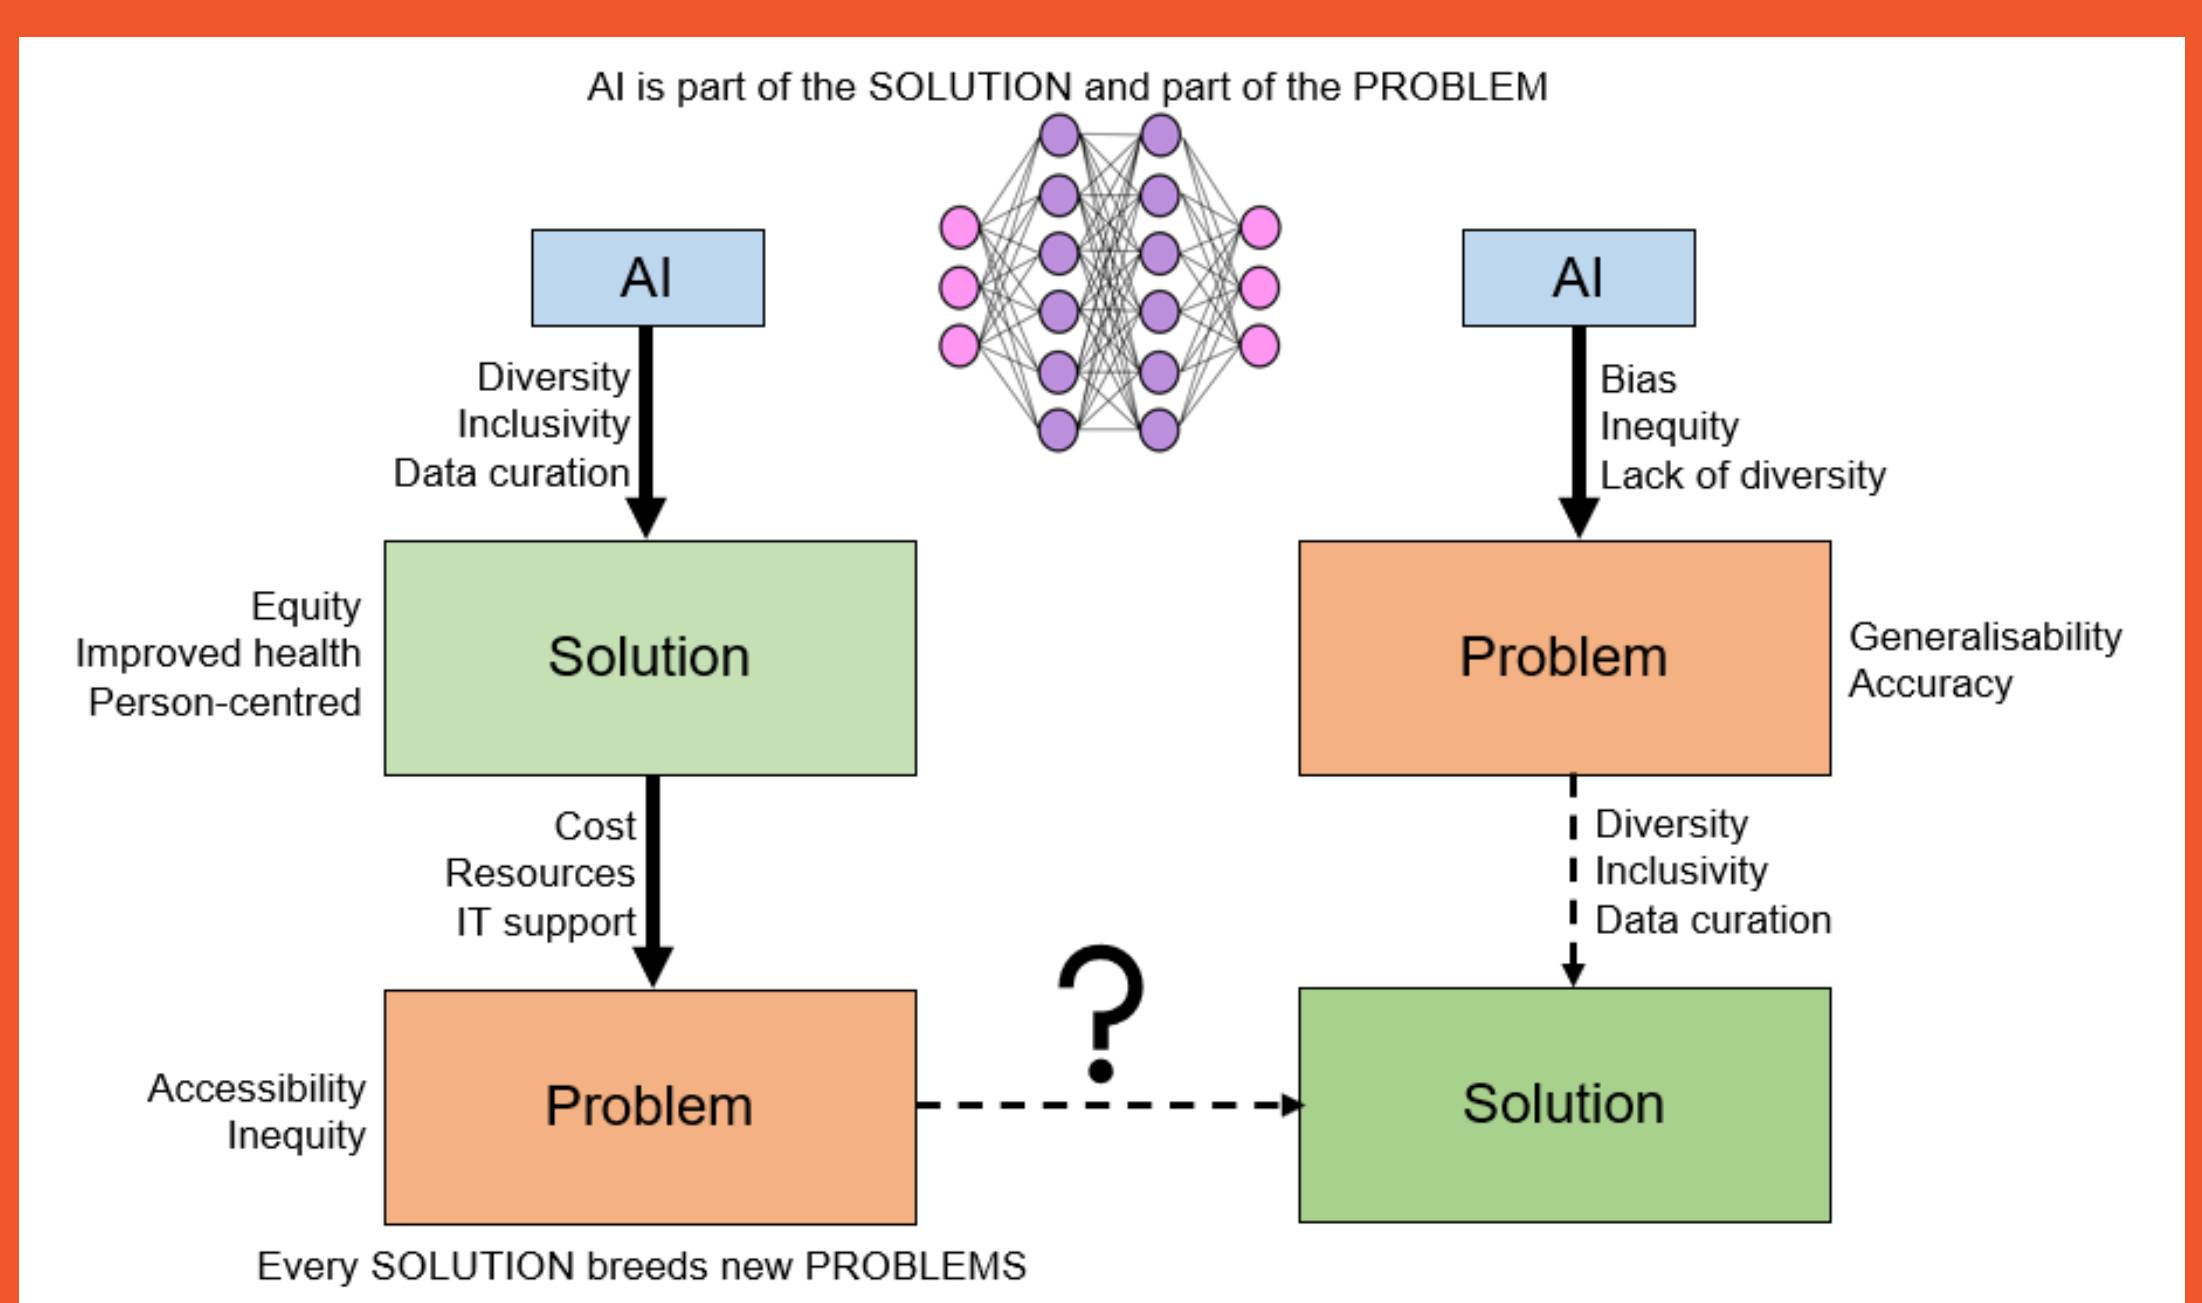 AI is part of the SOLUTION and part of the PROBLEM
AI
Diversity
Inclusivity
Data curation
Equity
Improved health
Person-centred
Solution
Cost
Resources
IT support
Accessibility
Inequity
Problem
Every SOLUTION breeds new PROBLEMS
?
AI
Bias
Inequity
Lack of diversity
Problem
Generalisability
Accuracy
Diversity
Inclusivity
Data curation
Solution